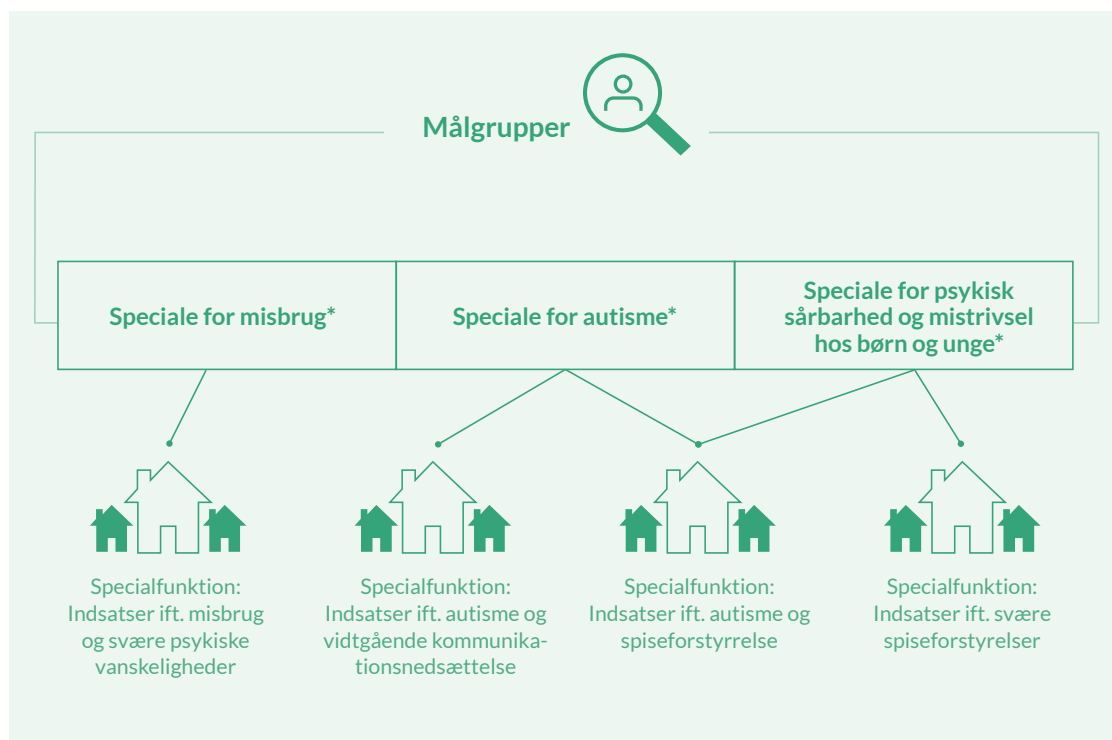 Målgrupper
Speciale for misbrug*
Speciale for autisme*
Speciale for psykisk
sårbarhed og mistrivsel
hos børn og unge*
Specialfunktion:
Indsatser ift. misbrug
og svære psykiske
vanskeligheder
Specialfunktion:
Indsatser ift. autisme og
vidtgående kommunika-
tionsnedsættelse
Specialfunktion:
Indsatser ift. autisme og
spiseforstyrrelse
Specialfunktion:
Indsatser ift. svære
spiseforstyrelser